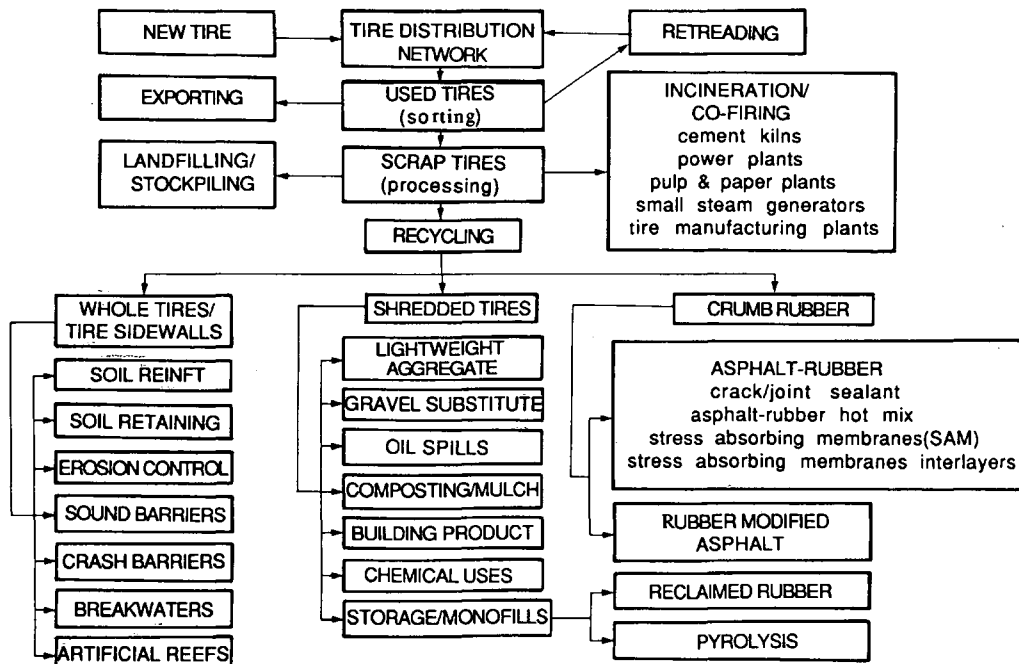 NEW TIRE
TIRE DISTRIBUTION
NETWORK
RETREADING
EXPORTING
USED TIRES
(sorting)
INCINERATION/
CO-FIRING
cement kilns
power plants
pulp & paper plants
small steam generators
tire manufacturing plants
LANDFILLING/
STOCKPILING
SCRAP TIRES
(processing)
RECYCLING
WHOLE TIRES/
TIRE SIDEWALLS
SOIL REINFT
SOIL RETAINING
EROSION CONTROL
SOUND BARRIERS
CRASH BARRIERS
BREAKWATERS
ARTIFICIAL REEFS
SHREDDED TIRES
LIGHTWEIGHT
AGGREGATE
GRAVEL SUBSTITUTE
OIL SPILLS
COMPOSTING/MULCH
BUILDING PRODUCT
CHEMICAL USES
STORAGE/MONOFILLS
CRUMB RUBBER
ASPHALT-RUBBER
crack/joint sealant
asphalt-rubber hot mix
stress absorbing membranes(SAM)
stress absorbing membranes interlayers
RUBBER MODIFIED
ASPHALT
RECLAIMED RUBBER
PYROLYSIS